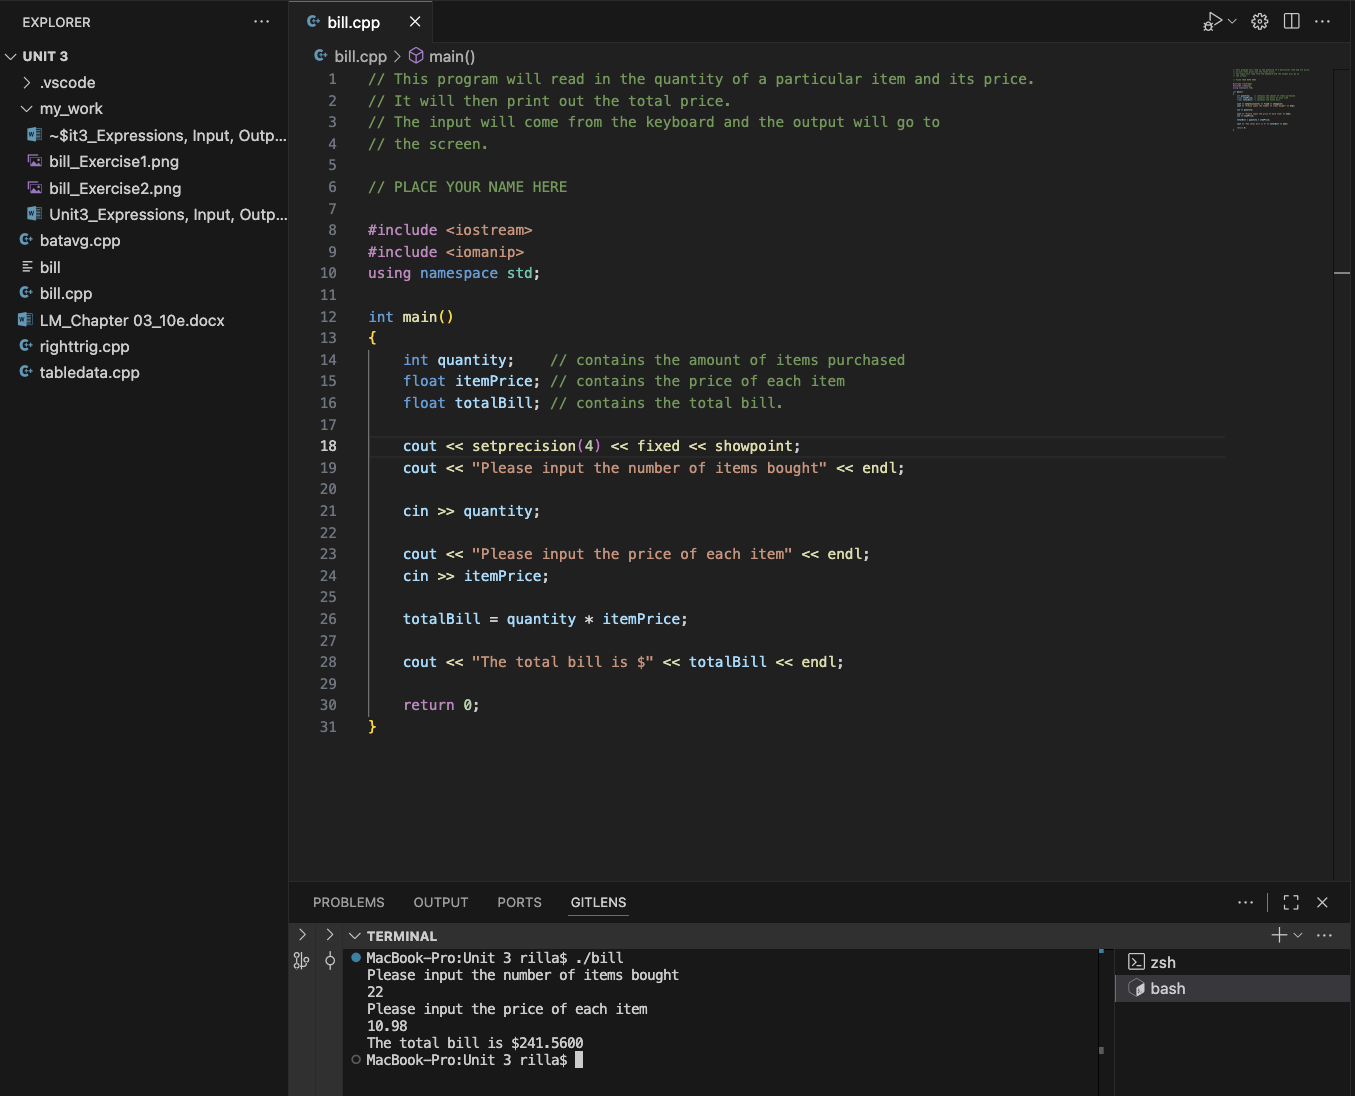 EXPLORER
UNIT 3
.vscode
my_work
~$it3_Expressions, Input, Outp...
bill_Exercise1.png
bill_Exercise2.png
Unit3_Expressions, Input, Outp...
batavg.cpp
bill
bill.cpp
LM_Chapter 03_10e.docx
righttrig.cpp
tabledata.cpp
bill.cpp
bill.cpp > main()
1 // This program will read in the quantity of a particular item and its price.
2 // It will then print out the total price.
3 // The input will come from the keyboard and the output will go to
4 // the screen.
5
6 // PLACE YOUR NAME HERE
7
8 #include <iostream>
9 #include <iomanip>
10 using namespace std;
11
12 int main()
13 {
14 int quantity; // contains the amount of items purchased
15 float itemPrice; // contains the price of each item
16 float totalBill; // contains the total bill.
17
18 cout << setprecision(4) << fixed << showpoint;
19 cout << "Please input the number of items bought" << endl;
20
21 cin >> quantity;
22
23 cout << "Please input the price of each item" << endl;
24 cin >> itemPrice;
25
26 totalBill = quantity * itemPrice;
27
28 cout << "The total bill is $" << totalBill << endl;
29
30 return 0;
31 }
PROBLEMS OUTPUT PORTS GITLENS
TERMINAL
MacBook-Pro:Unit 3 rilla$ ./bill
Please input the number of items bought
22
Please input the price of each item
10.98
The total bill is $241.5600
MacBook-Pro:Unit 3 rilla$
zsh
bash